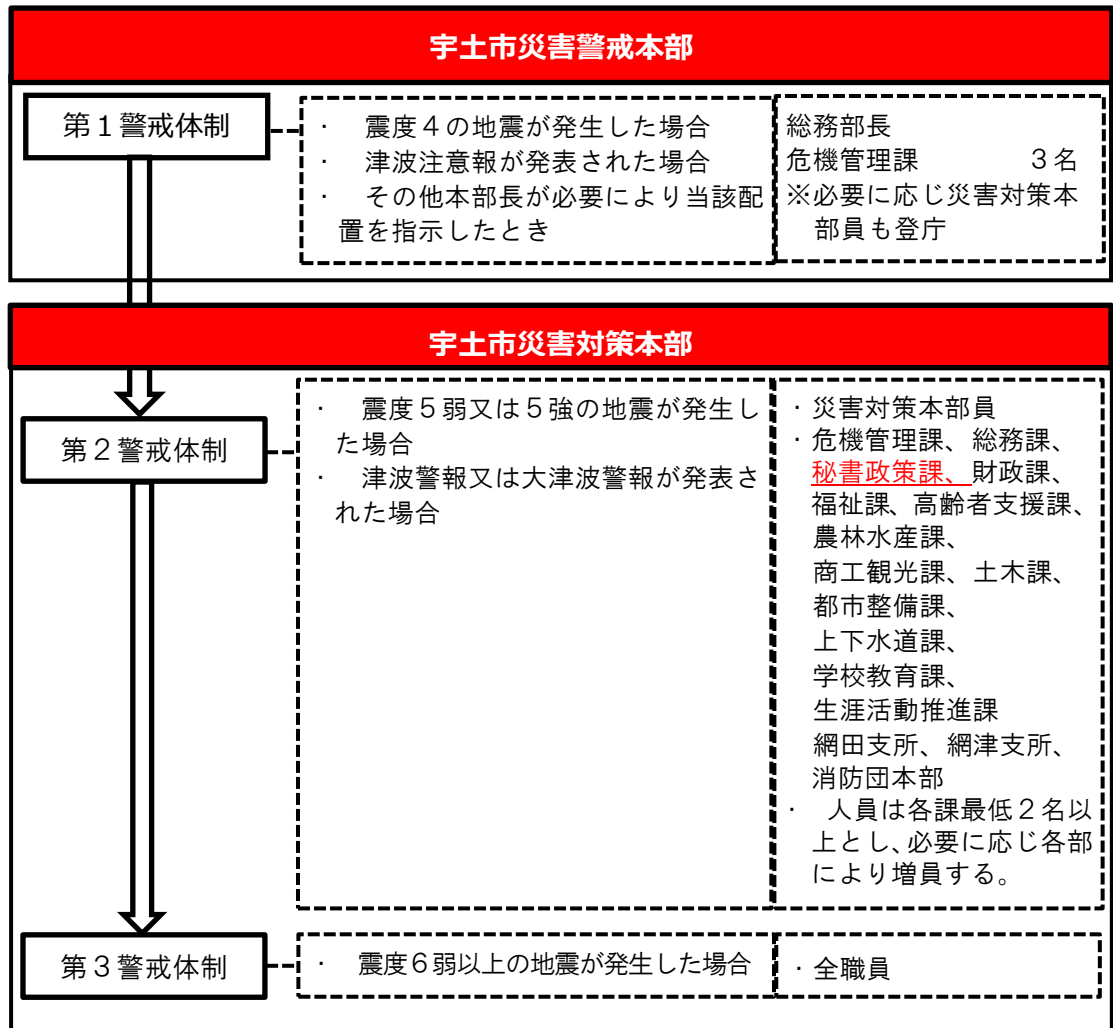 宇土市災害警戒本部
第1警戒体制
・ 震度4の地震が発生した場合
・ 津波注意報が発表された場合
・ その他本部長が必要により当該配
置を指示したとき
総務部長
危機管理課 3名
※必要に応じ災害対策本
部員も登庁
宇土市災害対策本部
第2警戒体制
・ 震度5弱又は5強の地震が発生し
た場合
・ 津波警報又は大津波警報が発表さ
れた場合
・災害対策本部員
・危機管理課、総務課、
秘書政策課、財政課、
福祉課、高齢者支援課、
農林水産課、
商工観光課、土木課、
都市整備課、
上下水道課、
学校教育課、
生涯活動推進課
網田支所、網津支所、
消防団本部
・ 人員は各課最低2名以
上とし、必要に応じ各部
により増員する。
第3警戒体制
・ 震度6弱以上の地震が発生した場合
・全職員